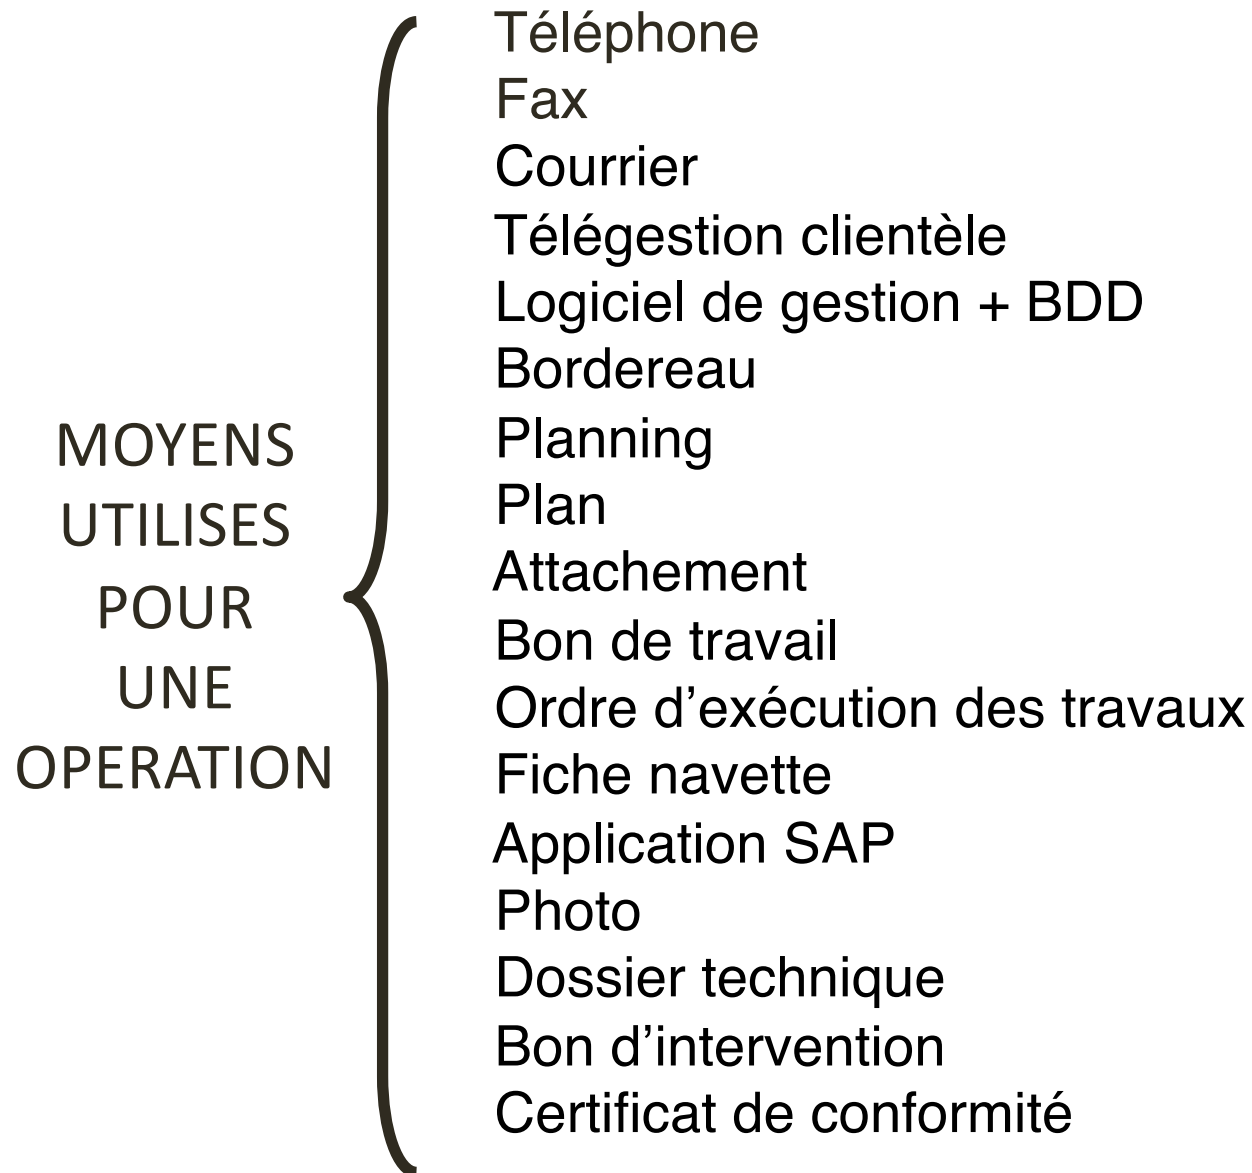 MOYENS
UTILISES
POUR
UNE
OPERATION
Téléphone
Fax
Courrier
Télégestion clientèle
Logiciel de gestion + BDD
Bordereau
Planning
Plan
Attachement
Bon de travail
Ordre d’exécution des travaux
Fiche navette
Application SAP
Photo
Dossier technique
Bon d’intervention
Certificat de conformité